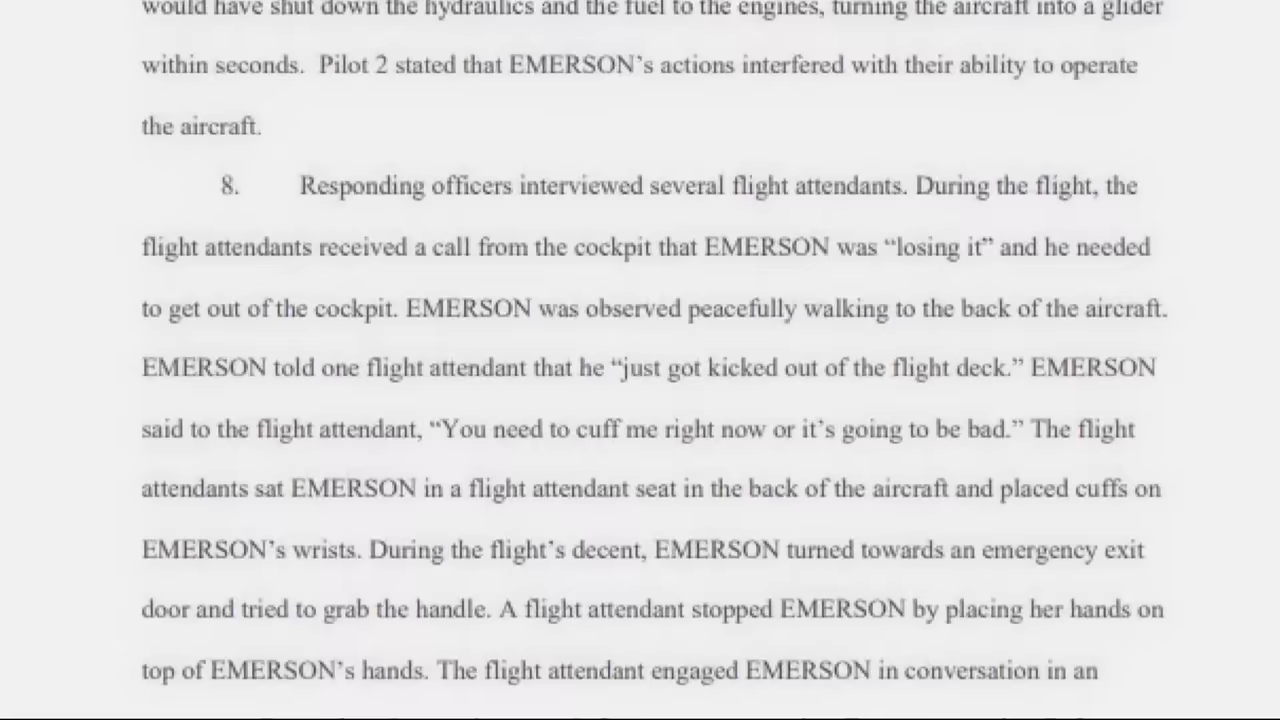 would have shut down the hydraulics and the fuel to the engines, turning the aircraft into a glider
within seconds.  Pilot 2 stated that EMERSON’s actions interfered with their ability to operate
the aircraft.
8. Responding officers interviewed several flight attendants. During the flight, the
flight attendants received a call from the cockpit that EMERSON was “losing it” and he needed
to get out of the cockpit. EMERSON was observed peacefully walking to the back of the aircraft.
EMERSON told one flight attendant that he “just got kicked out of the flight deck.” EMERSON
said to the flight attendant, “You need to cuff me right now or it’s going to be bad.” The flight
attendants sat EMERSON in a flight attendant seat in the back of the aircraft and placed cuffs on
EMERSON’s wrists. During the flight’s decent, EMERSON turned towards an emergency exit
door and tried to grab the handle. A flight attendant stopped EMERSON by placing her hands on
top of EMERSON’s hands. The flight attendant engaged EMERSON in conversation in an